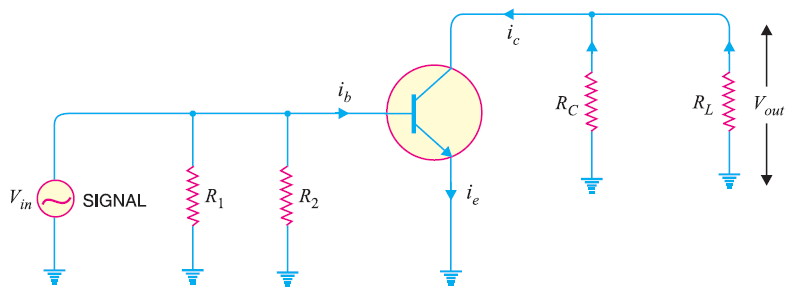 i_c
i_b
R_C
R_L
V_out
V_in
SIGNAL
R_1
R_2
i_e